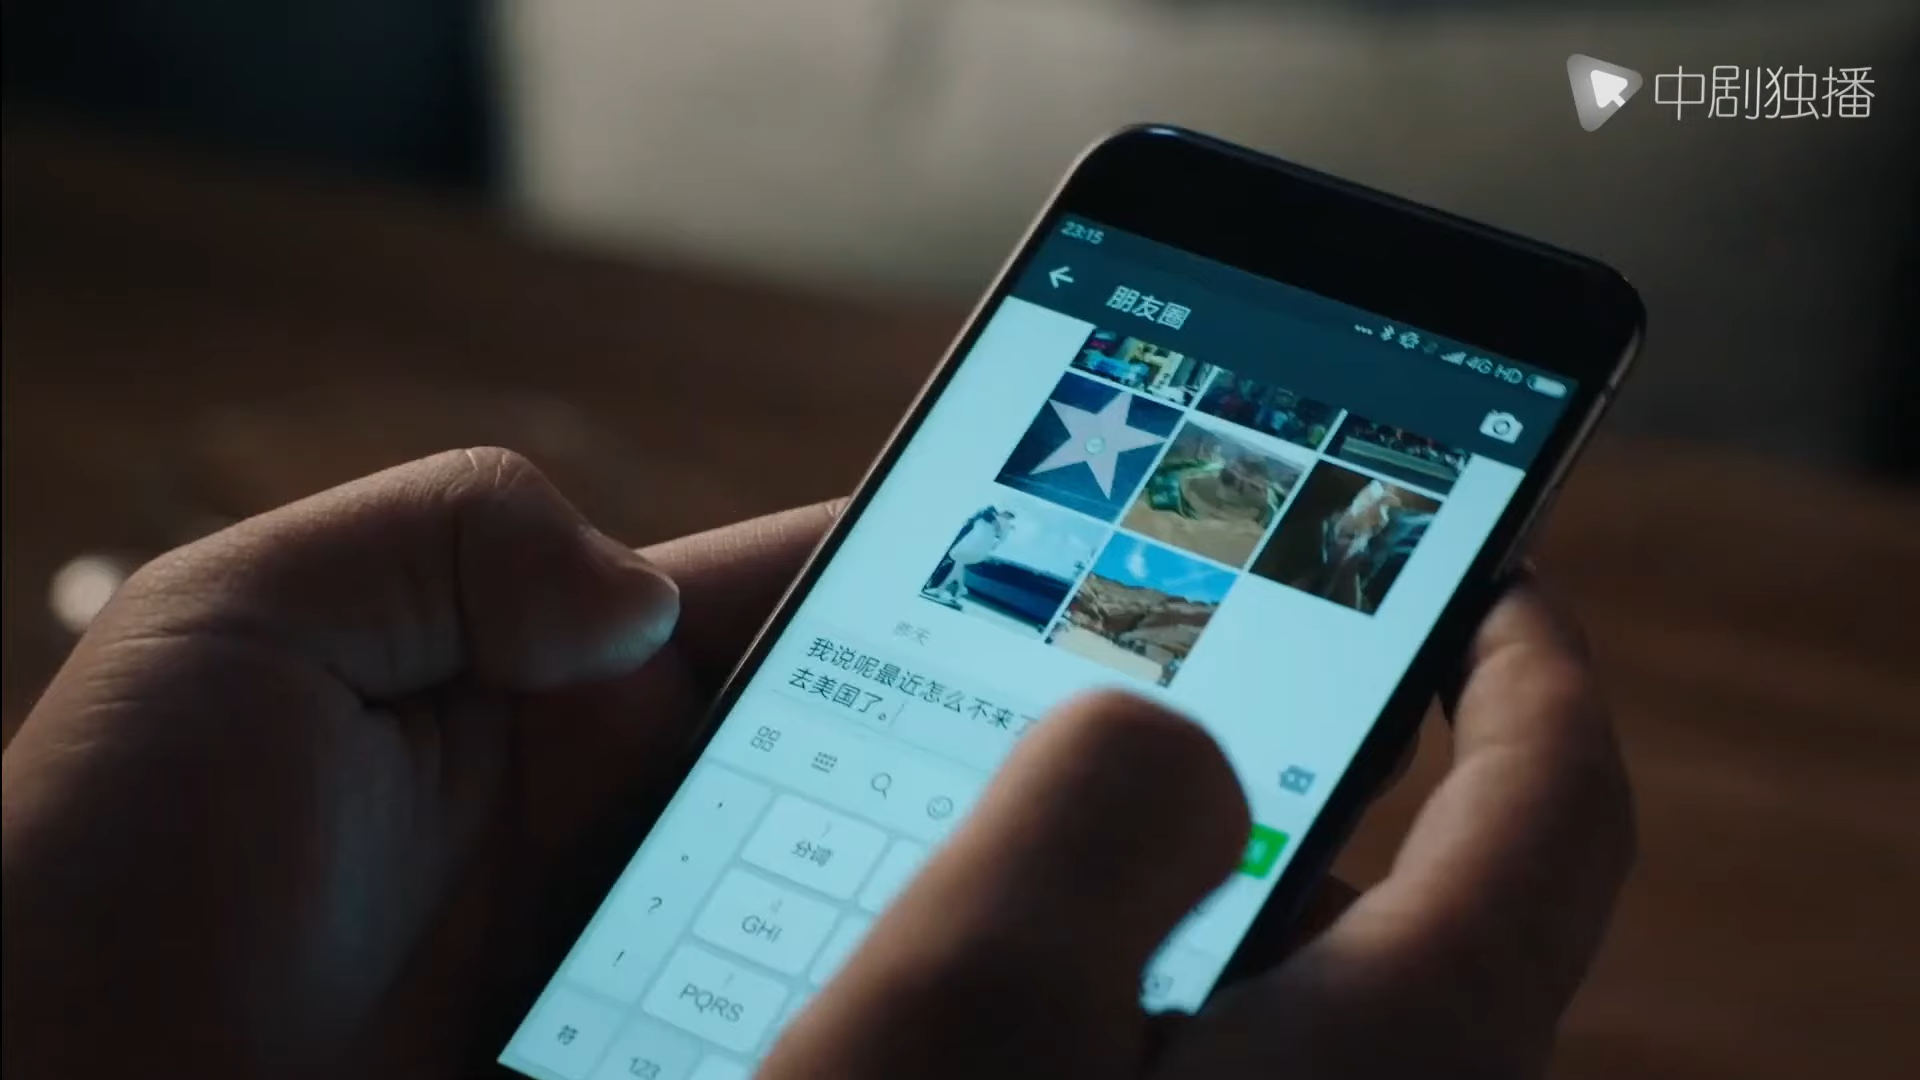 中剧独播
23:15
4G HD
朋友圈
昨天
我说呢最近怎么不来了
去美国了。
,
。
分词
?
GHI
!
PQRS
符
123